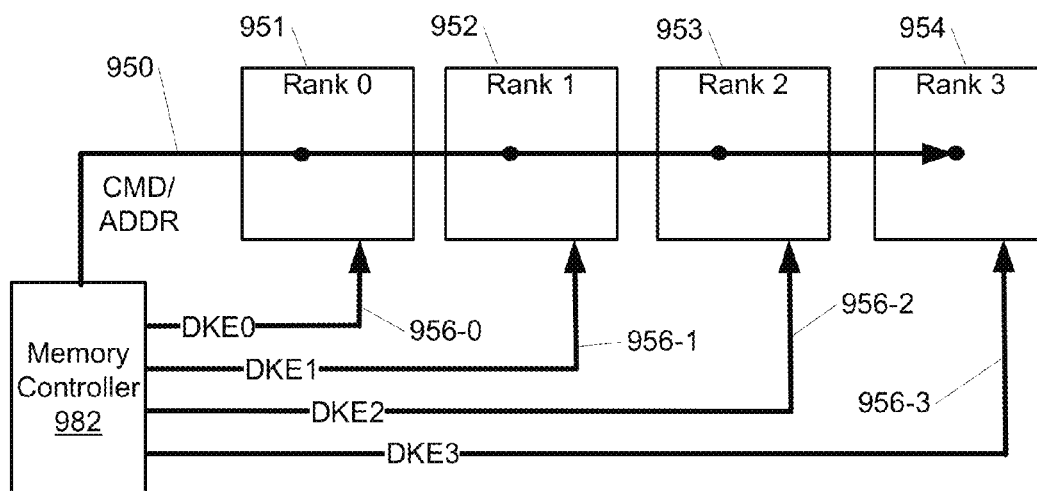 951
952
953
954
950
Rank 0
Rank 1
Rank 2
Rank 3
CMD/
ADDR
DKE0
956-0
956-1
956-2
DKE1
Memory
Controller
982
DKE2
956-3
DKE3